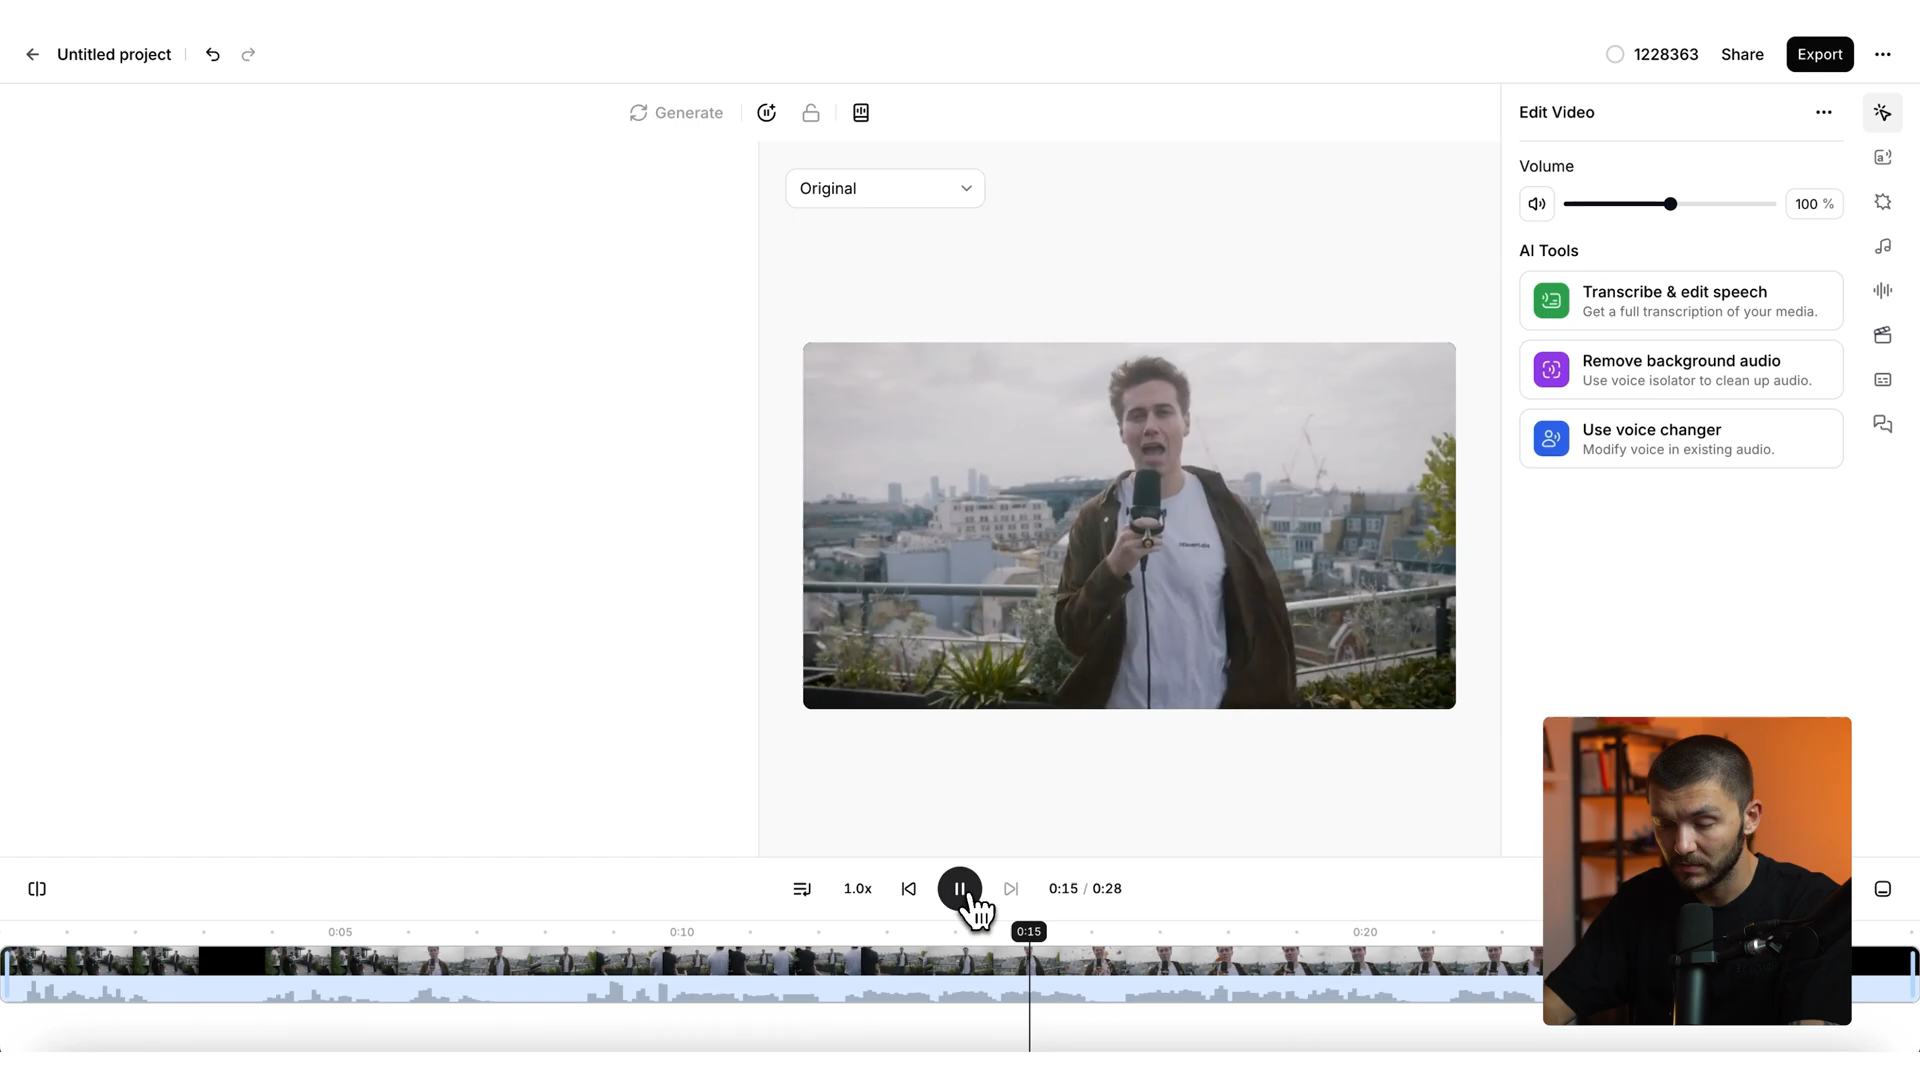 Untitled project
1228363
Share
Export
Generate
Edit Video
Original
Volume
100 %
AI Tools
Transcribe & edit speech
Get a full transcription of your media.
Remove background audio
Use voice isolator to clean up audio.
Use voice changer
Modify voice in existing audio.
1.0x
0:15 / 0:28
0:05
0:10
0:15
0:20